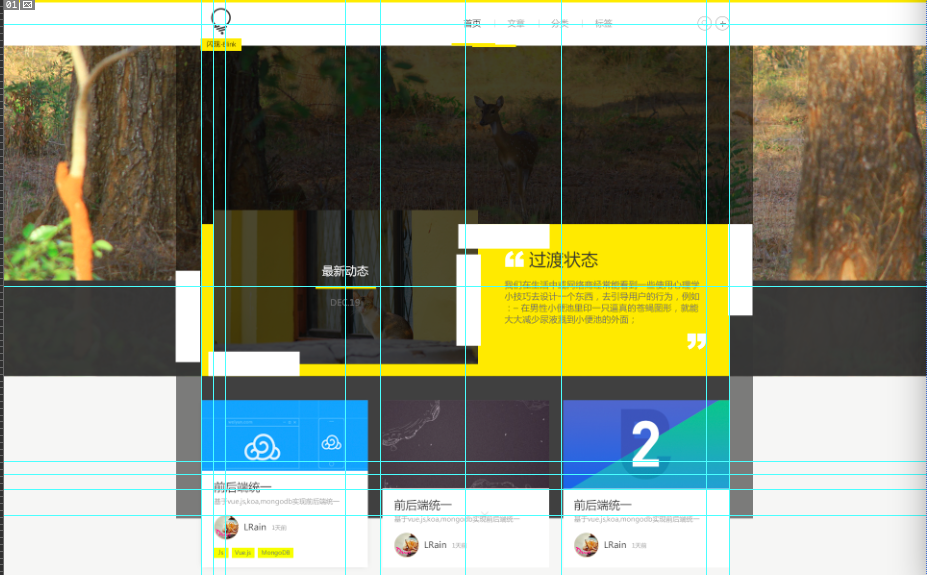 01
首页 文章 分类 标签
闪烁-Elink
最新动态
DEC.19
过渡状态
我们在生活中或网络商经常能看到一些使用心理学
小技巧去设计一个东西，去引导用户的行为，例如
：– 在男性小便池里印一只逼真的苍蝇图形，就能
大大减少尿液溅到小便池的外面；
2
前后端统一
基于vue.js,koa,mongodb实现前后端统一
LRain 1天前
Js Vue.js MongoDB
前后端统一
基于vue.js,koa,mongodb实现前后端统一
LRain 1天前
前后端统一
基于vue.js,koa,mongodb实现前后端统一
LRain 1天前